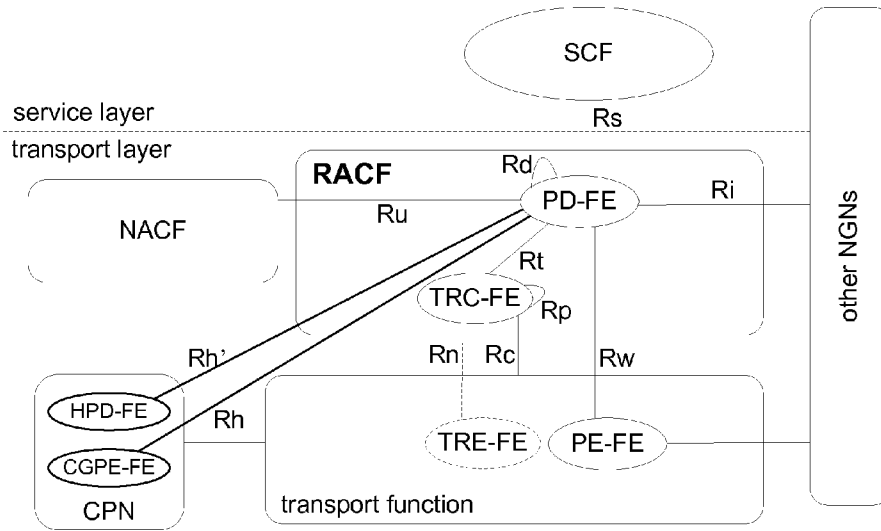 SCF
service layer
Rs
transport layer
RACF
Rd
PD-FE
Ri
NACF
Ru
Rt
TRC-FE
Rp
other NGNs
Rh’
Rn
Rc
Rw
HPD-FE
Rh
CGPE-FE
TRE-FE
PE-FE
CPN
transport function